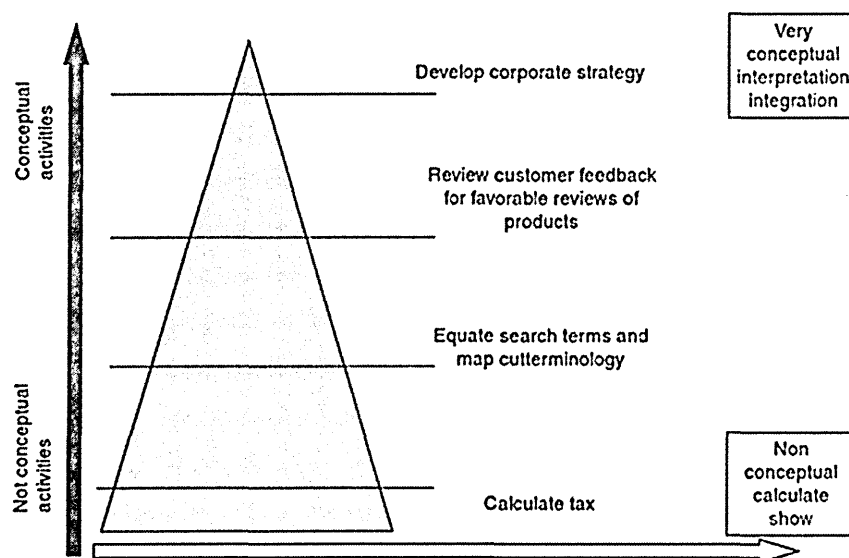 Very
conceptual
interpretation
integration
Develop corporate strategy
Conceptual
activities
Review customer feedback
for favorable reviews of
products
Equate search terms and
map cutterminology
Not conceptual
activities
Calculate tax
Non
conceptual
calculate
show